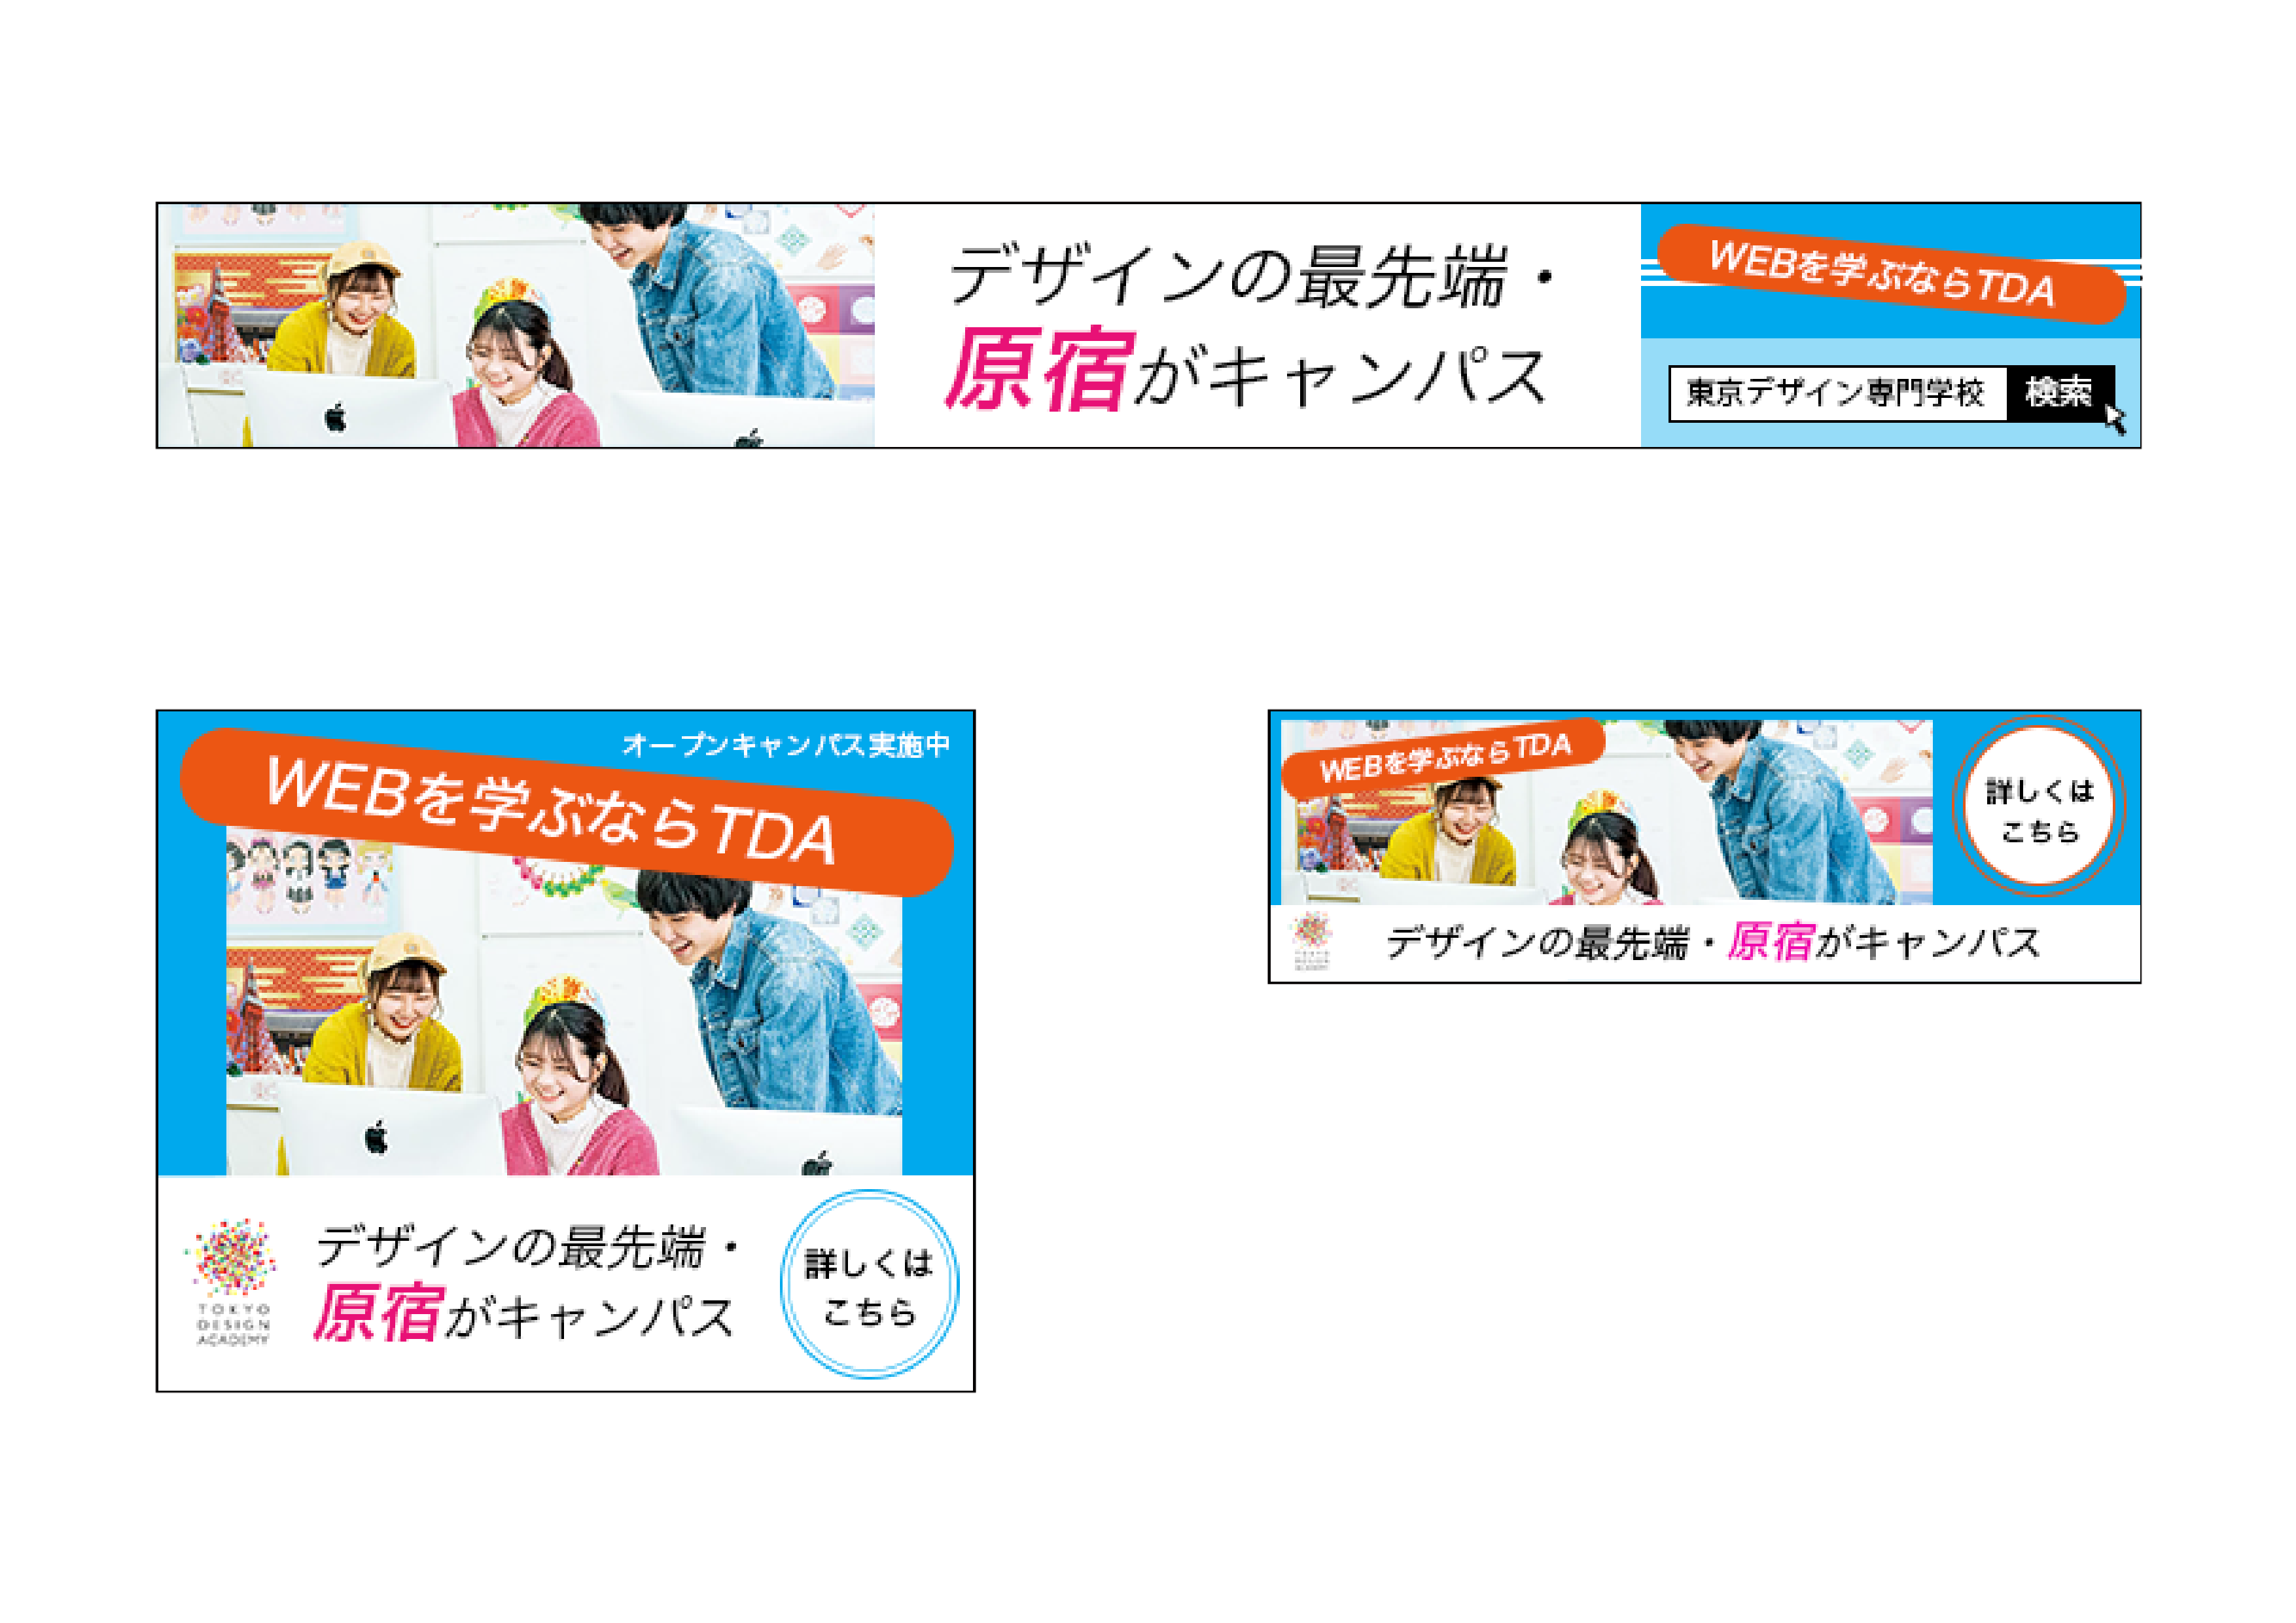 デザインの最先端・
原宿がキャンパス
WEBを学ぶならTDA
東京デザイン専門学校 検索
オープンキャンパス実施中
WEBを学ぶならTDA
TOKYO
DESIGN
ACADEMY
デザインの最先端・
原宿がキャンパス
詳しくは
こちら
WEBを学ぶならTDA
詳しくは
こちら
TOKYO
DESIGN
ACADEMY
デザインの最先端・原宿がキャンパス